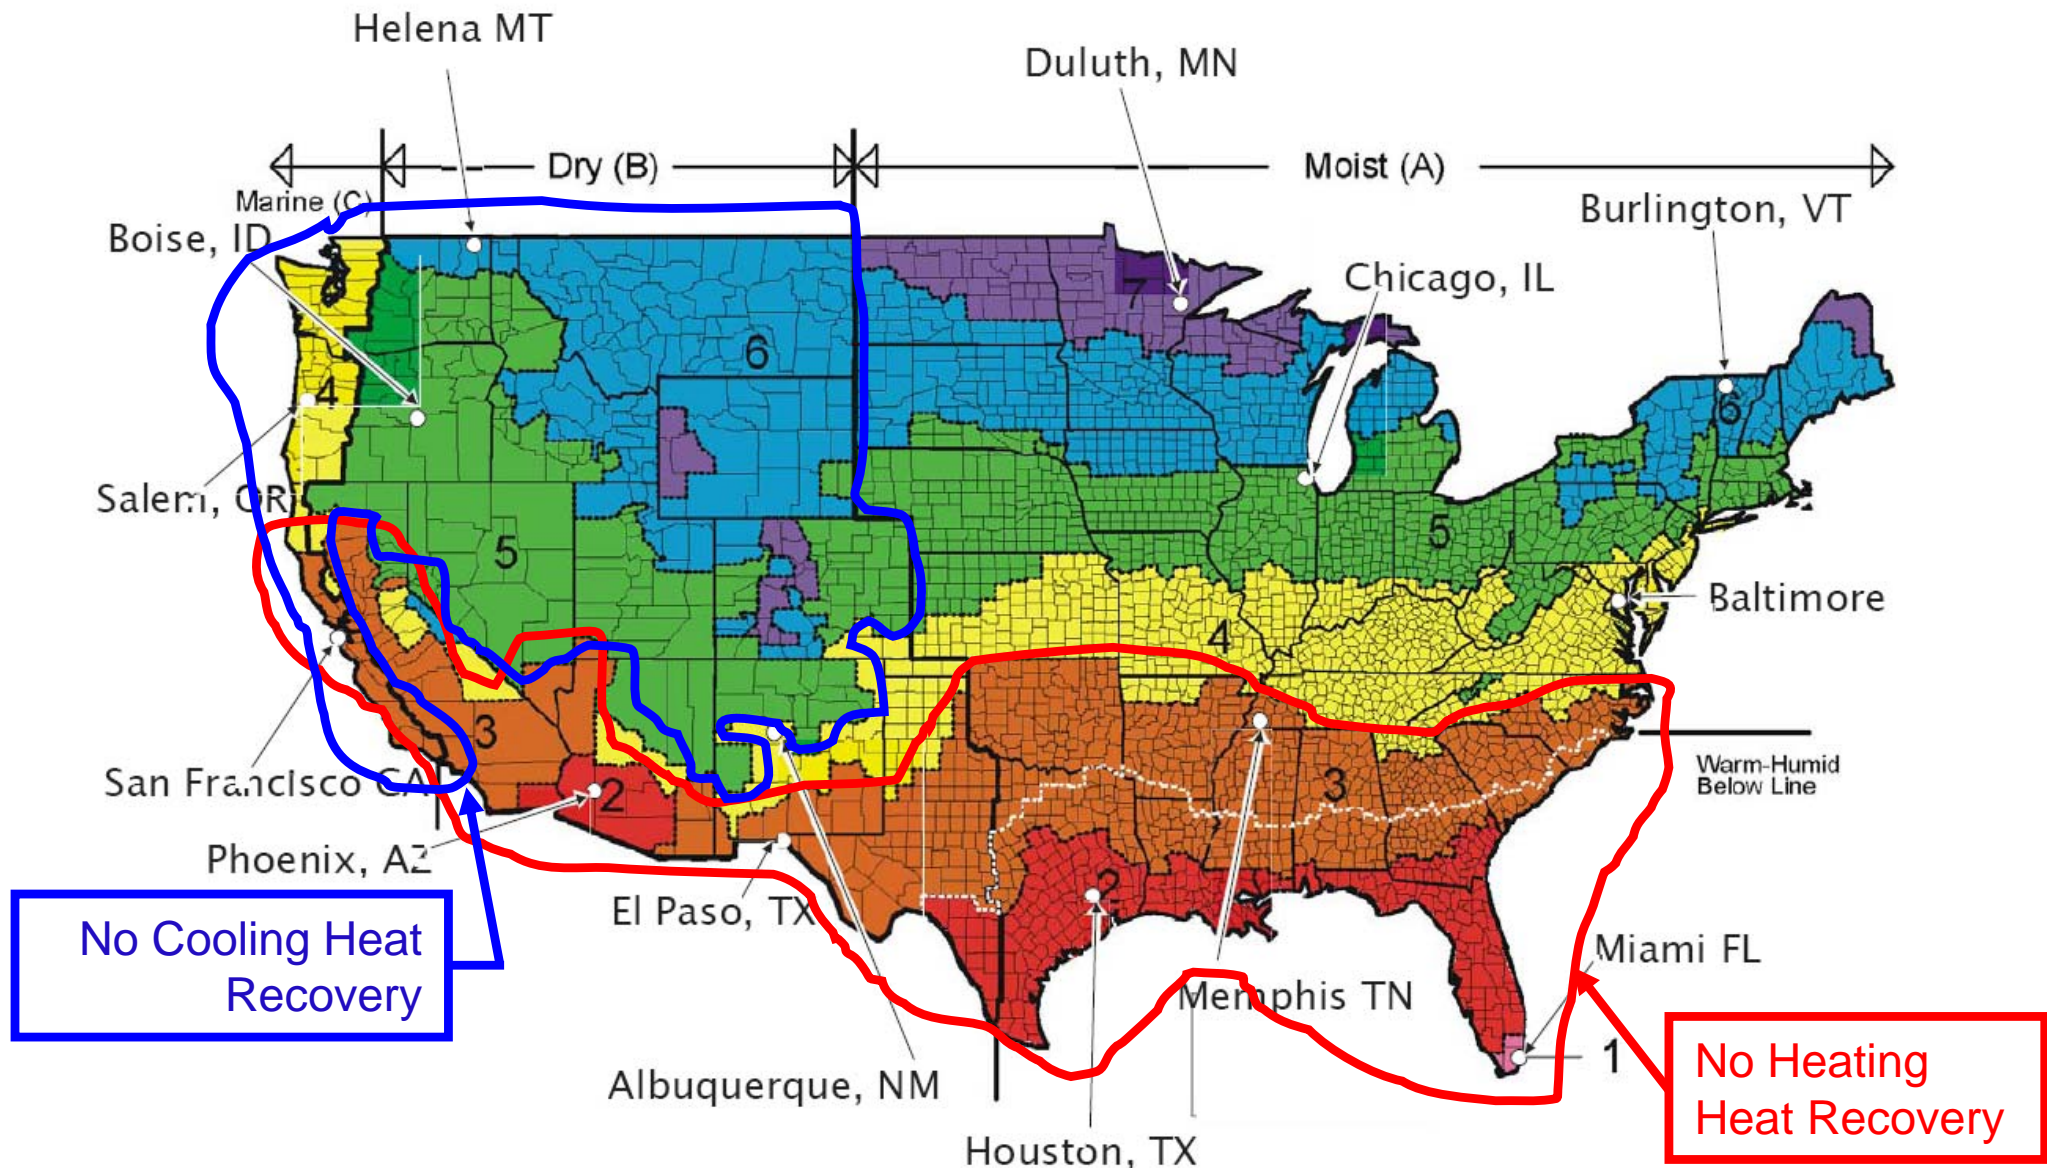 Helena MT
Duluth, MN
Dry (B)
Moist (A)
Marine (C)
Burlington, VT
Boise, ID
Chicago, IL
7
6
4
6
Salem, OR
5
5
Baltimore
4
3
San Francisco CA
2
3
Warm-Humid
Below Line
Phoenix, AZ
2
El Paso, TX
No Cooling Heat
Recovery
Miami FL
Memphis TN
1
Albuquerque, NM
No Heating
Heat Recovery
Houston, TX